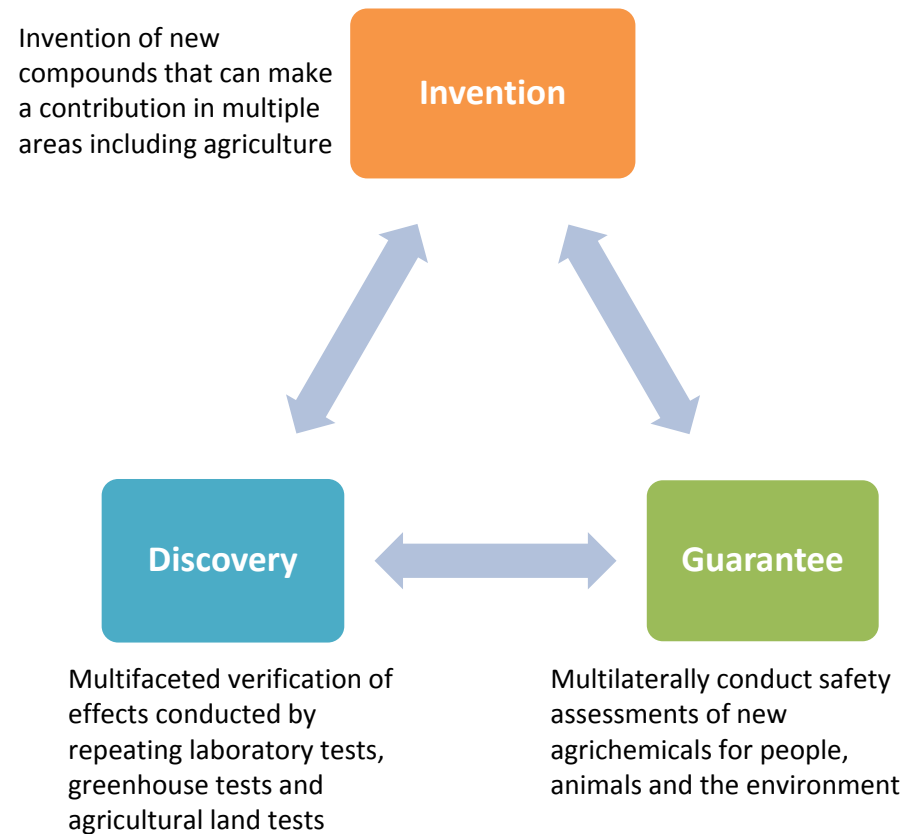 Invention of new
compounds that can make
a contribution in multiple
areas including agriculture
Invention
Discovery
Guarantee
Multifaceted verification of
effects conducted by
repeating laboratory tests,
greenhouse tests and
agricultural land tests
Multilaterally conduct safety
assessments of new
agrichemicals for people,
animals and the environment